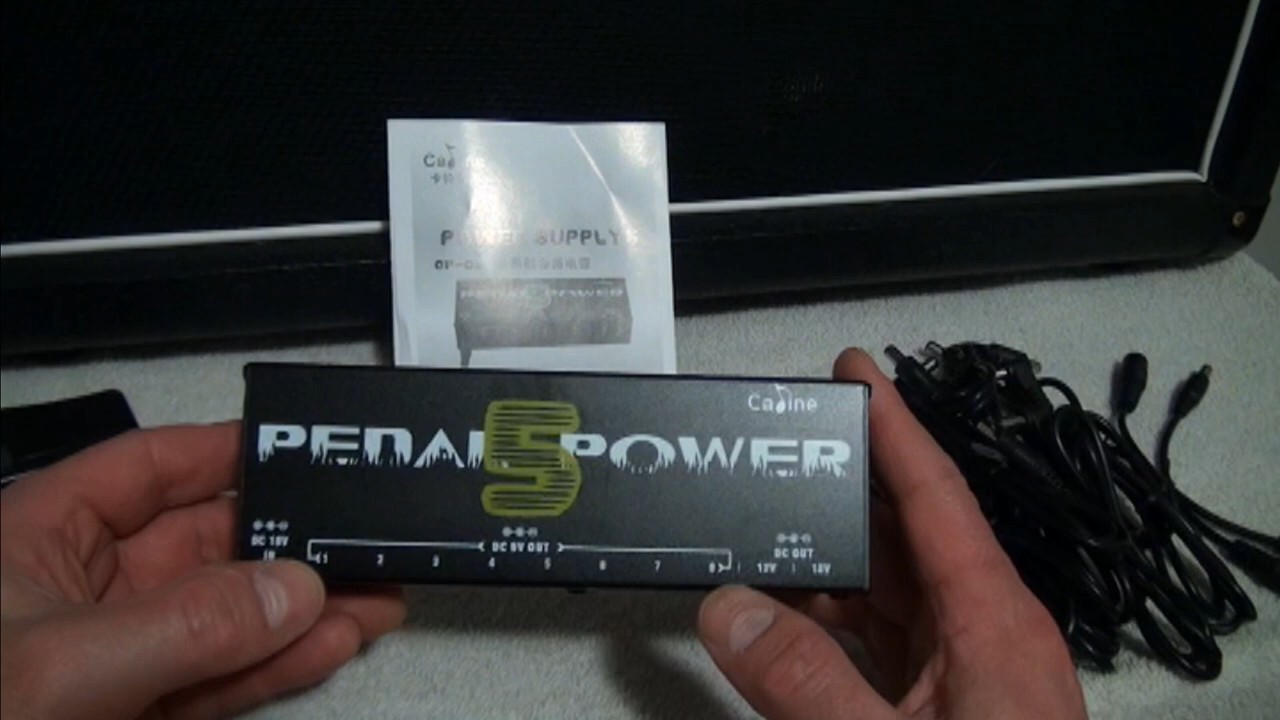 Caline
POWER SUPPLY
PEDAL POWER
Caline
PEDAL 5 POWER
DC 18V
IN
DC 9V OUT
1 2 3 4 5 6 7 8
DC OUT
12V 18V